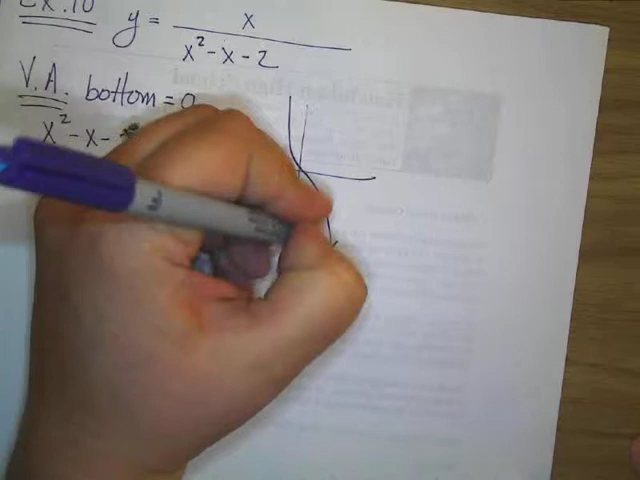 Ex.10 y = x / (x² - x - 2)
V.A. bottom = 0
x² - x -